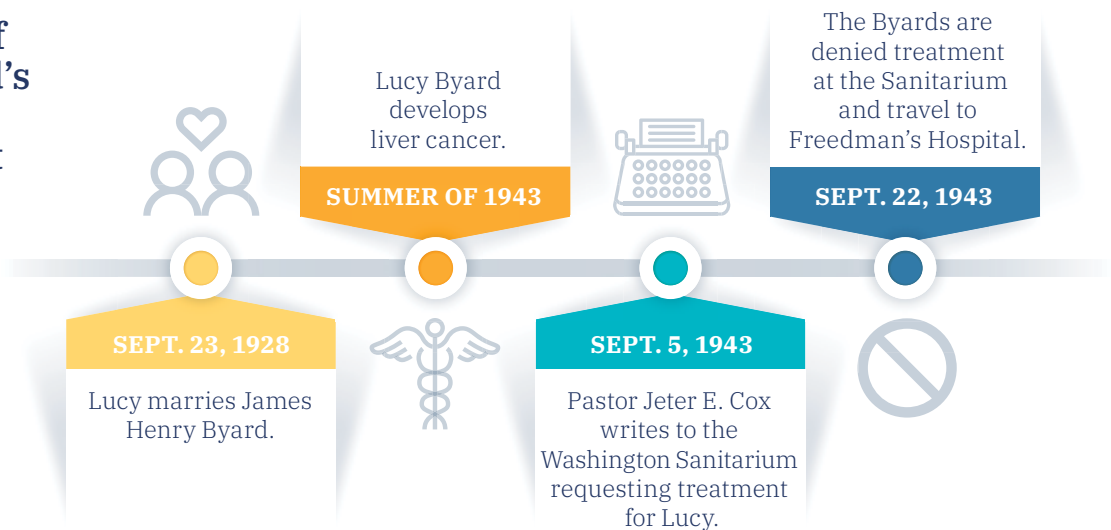 Lucy Byard
develops
liver cancer.
SUMMER OF 1943
The Byards are
denied treatment
at the Sanitarium
and travel to
Freedman's Hospital.
SEPT. 22, 1943
SEPT. 23, 1928
Lucy marries James
Henry Byard.
SEPT. 5, 1943
Pastor Jeter E. Cox
writes to the
Washington Sanitarium
requesting treatment
for Lucy.